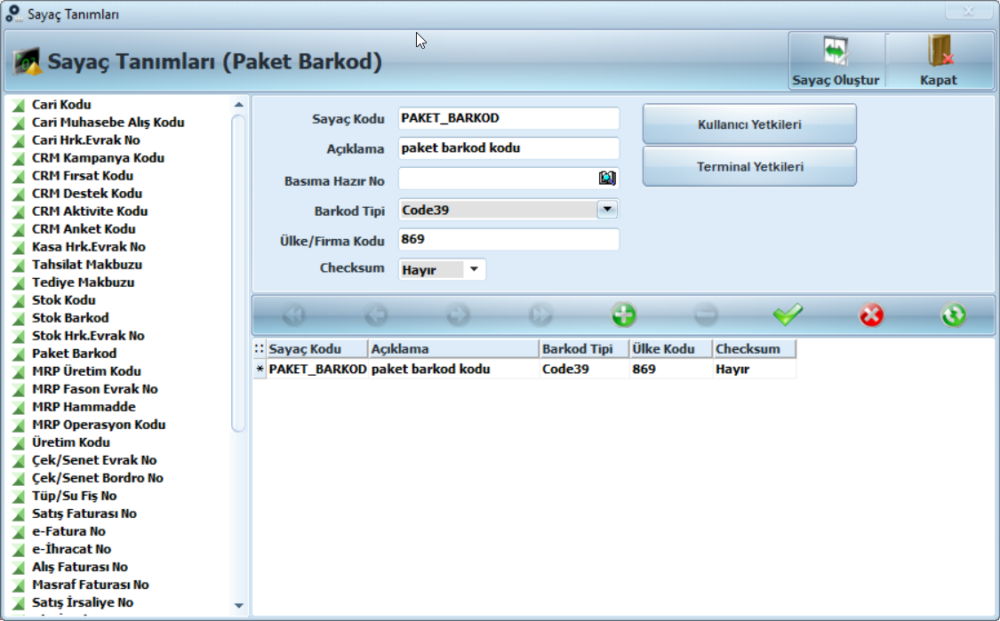 Sayaç Tanımları
Sayaç Tanımları (Paket Barkod)
Sayaç Oluştur
Kapat
Cari Kodu
Cari Muhasebe Alış Kodu
Cari Hrk.Evrak No
CRM Kampanya Kodu
CRM Fırsat Kodu
CRM Destek Kodu
CRM Aktivite Kodu
CRM Anket Kodu
Kasa Hrk.Evrak No
Tahsilat Makbuzu
Tediye Makbuzu
Stok Kodu
Stok Barkod
Stok Hrk.Evrak No
Paket Barkod
MRP Üretim Kodu
MRP Fason Evrak No
MRP Hammadde
MRP Operasyon Kodu
Üretim Kodu
Çek/Senet Evrak No
Çek/Senet Bordro No
Tüp/Su Fiş No
Satış Faturası No
e-Fatura No
e-İhracat No
Alış Faturası No
Masraf Faturası No
Satış İrsaliye No
Sayaç Kodu PAKET_BARKOD
Açıklama paket barkod kodu
Basıma Hazır No
Barkod Tipi Code39
Ülke/Firma Kodu 869
Checksum Hayır
Kullanıcı Yetkileri
Terminal Yetkileri
Sayaç Kodu Açıklama Barkod Tipi Ülke Kodu Checksum
* PAKET_BARKOD paket barkod kodu Code39 869 Hayır